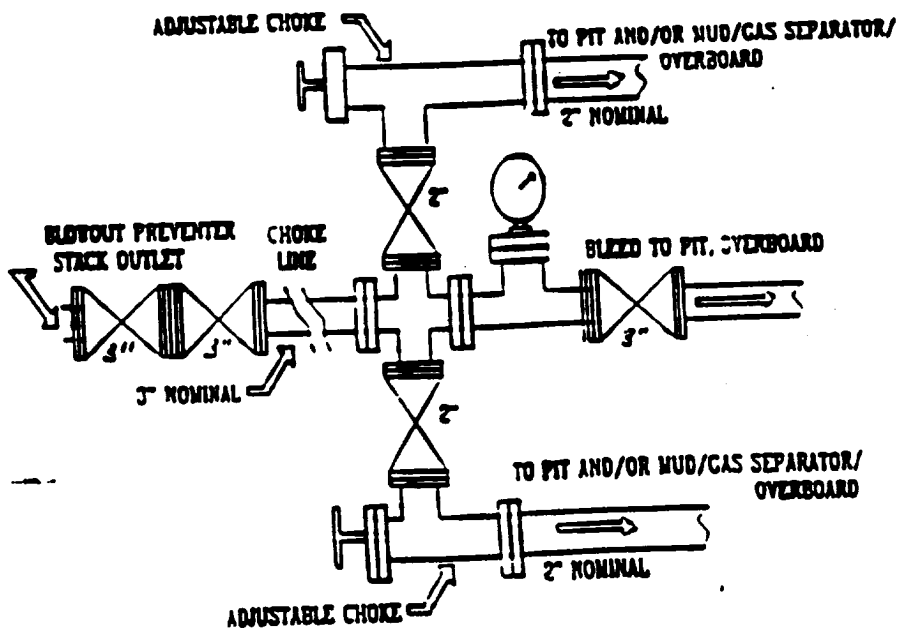 ADJUSTABLE CHOKE
TO PIT AND/OR MUD/GAS SEPARATOR/
OVERBOARD
2" NOMINAL
2"
BLOWOUT PREVENTER
STACK OUTLET
CHOKE
LINE
BLEED TO PIT, OVERBOARD
3"
3"
3"
3" NOMINAL
2"
TO PIT AND/OR MUD/GAS SEPARATOR/
OVERBOARD
2" NOMINAL
ADJUSTABLE CHOKE